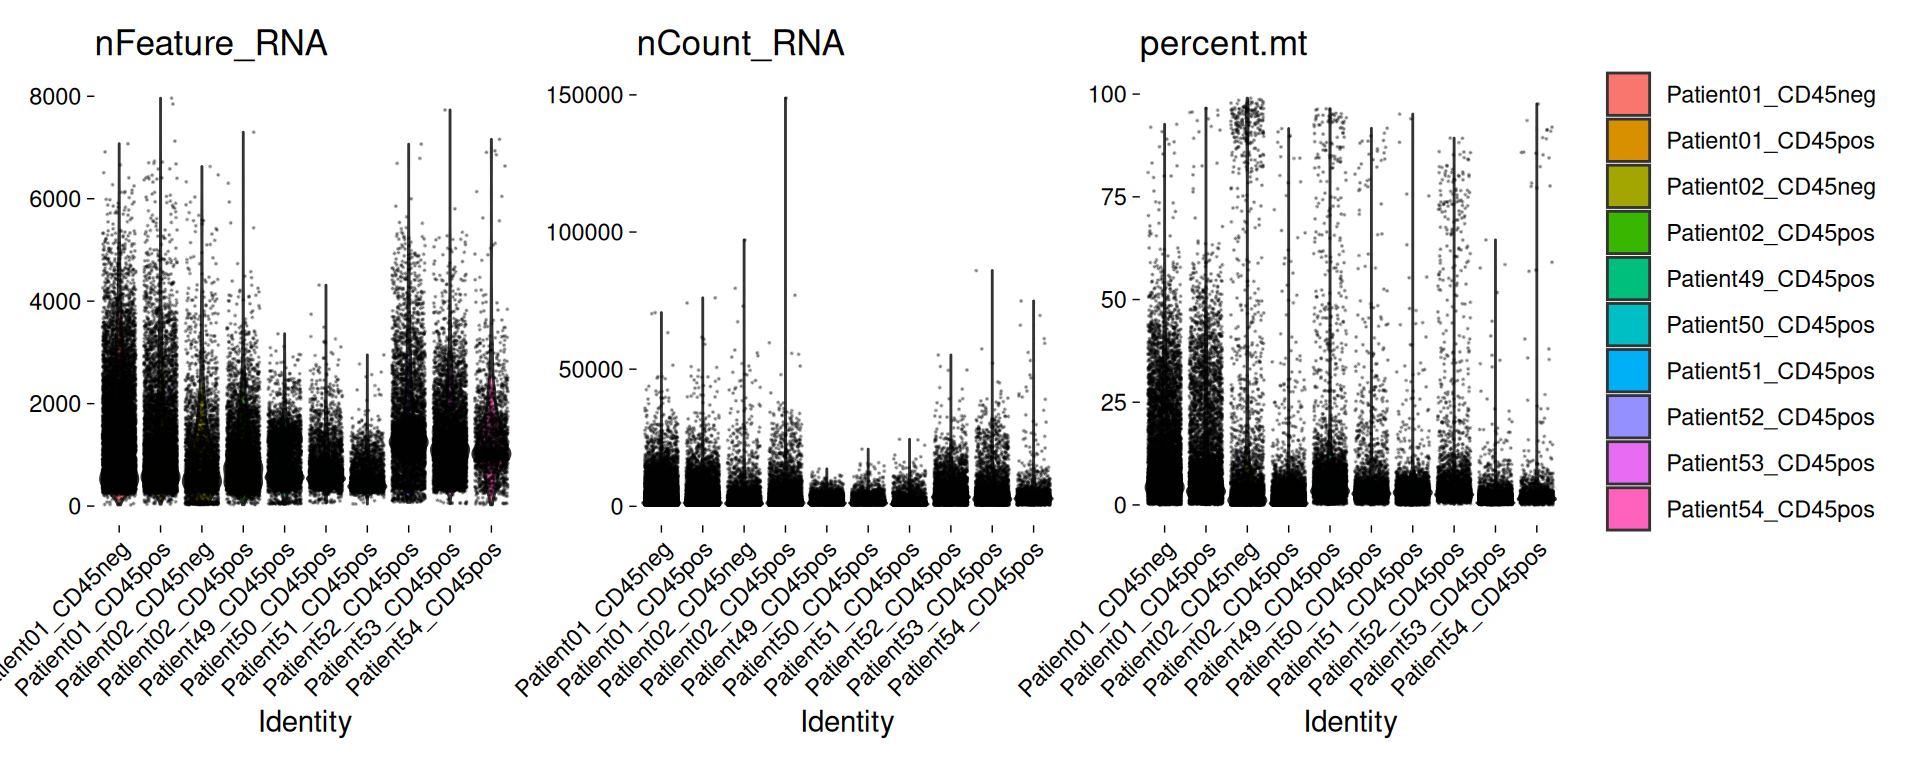 nFeature_RNA
8000
6000
4000
2000
0
Patient01_CD45pos
Patient02_CD45neg
Patient02_CD45pos
Patient49_CD45pos
Patient50_CD45pos
Patient51_CD45pos
Patient52_CD45pos
Patient53_CD45pos
Patient54_CD45pos
Identity
nCount_RNA
150000
100000
50000
0
Patient01_CD45neg
Patient01_CD45pos
Patient02_CD45neg
Patient02_CD45pos
Patient49_CD45pos
Patient50_CD45pos
Patient51_CD45pos
Patient52_CD45pos
Patient53_CD45pos
Patient54_CD45pos
Identity
percent.mt
100
75
50
25
0
Patient01_CD45neg
Patient01_CD45pos
Patient02_CD45neg
Patient02_CD45pos
Patient49_CD45pos
Patient50_CD45pos
Patient51_CD45pos
Patient52_CD45pos
Patient53_CD45pos
Patient54_CD45pos
Identity
Patient01_CD45neg
Patient01_CD45pos
Patient02_CD45neg
Patient02_CD45pos
Patient49_CD45pos
Patient50_CD45pos
Patient51_CD45pos
Patient52_CD45pos
Patient53_CD45pos
Patient54_CD45pos